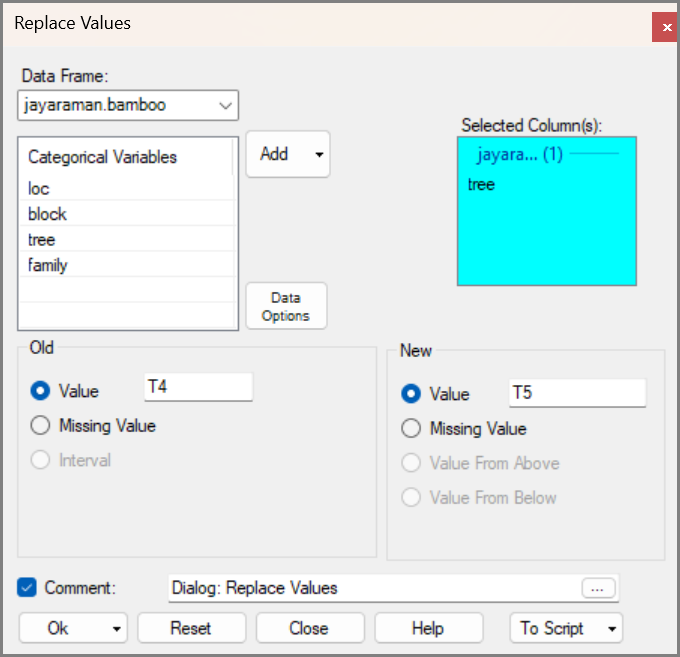 Replace Values
Data Frame:
jayaraman.bamboo
Categorical Variables
loc
block
tree
family
Add
Data
Options
Selected Column(s):
jayara... (1)
tree
Old
Value T4
Missing Value
Interval
New
Value T5
Missing Value
Value From Above
Value From Below
Comment: Dialog: Replace Values ...
Ok Reset Close Help To Script